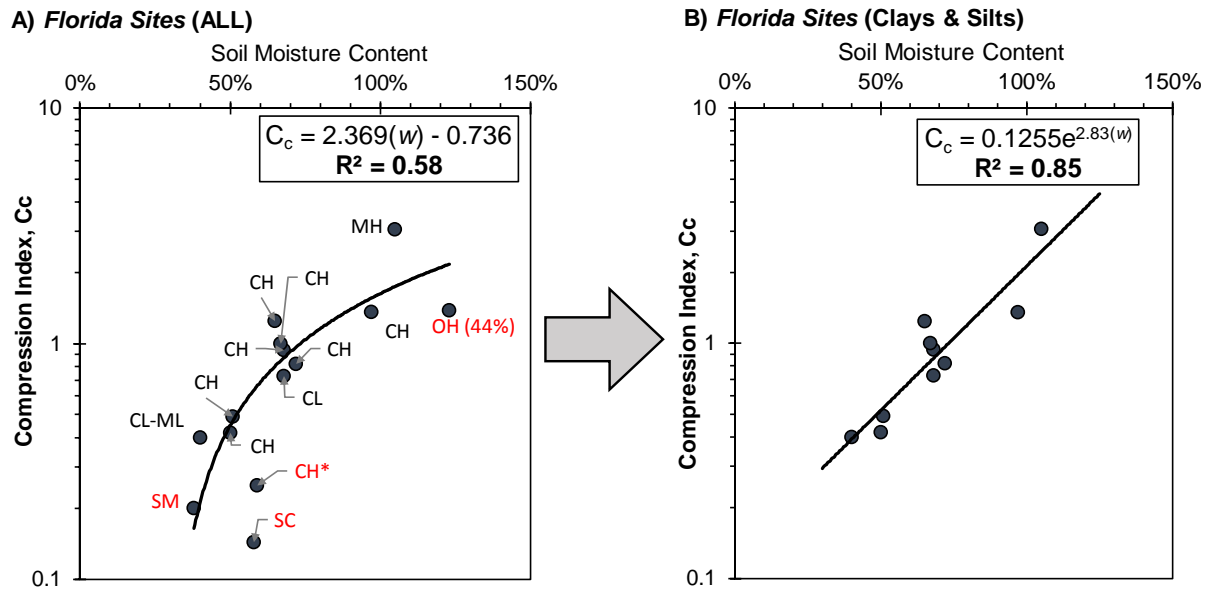 A) Florida Sites (ALL)
Soil Moisture Content
0% 50% 100% 150%
10
1
0.1
Compression Index, Cc
Cc = 2.369(w) - 0.736
R² = 0.58
MH
CH
CH
CH
OH (44%)
CH
CH
CH
CL
CL-ML
CH
CH*
SM
SC
B) Florida Sites (Clays & Silts)
Soil Moisture Content
0% 50% 100% 150%
10
1
0.1
Compression Index, Cc
Cc = 0.1255e^2.83(w)
R² = 0.85